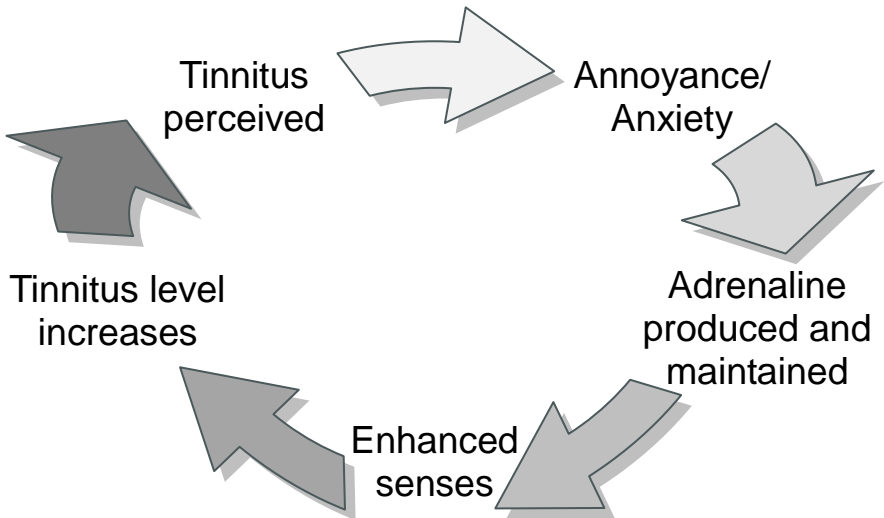 Tinnitus
perceived
Annoyance/
Anxiety
Adrenaline
produced and
maintained
Enhanced
senses
Tinnitus level
increases